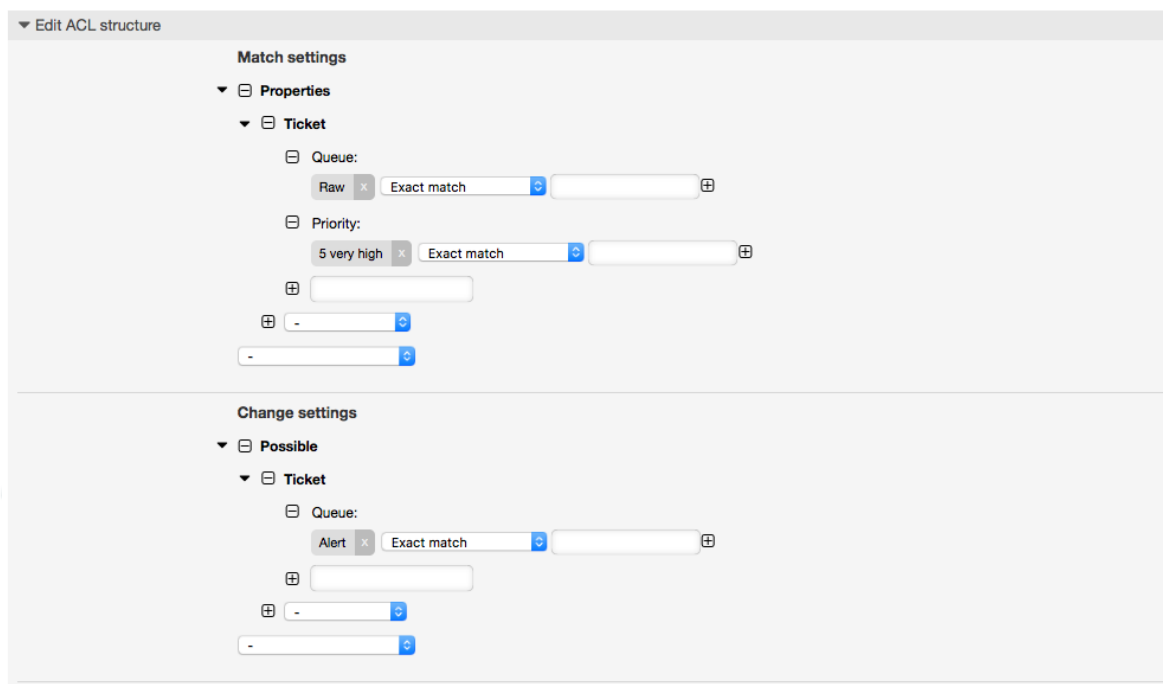 Edit ACL structure
Match settings
Properties
Ticket
Queue:
Raw x Exact match
Priority:
5 very high x Exact match
-
-
Change settings
Possible
Ticket
Queue:
Alert x Exact match
-
-